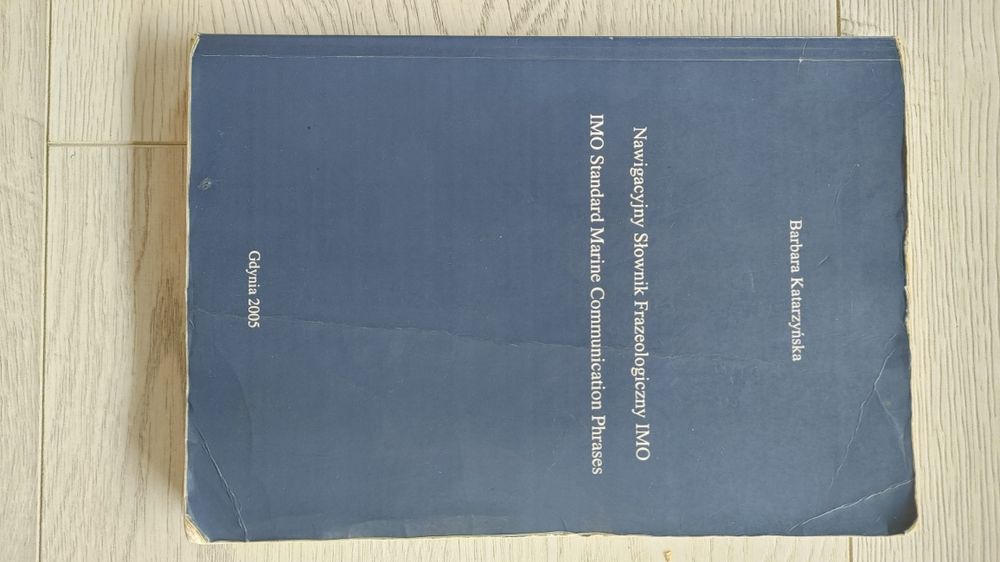 Barbara Katarzyńska
Nawigacyjny Słownik Frazeologiczny IMO
IMO Standard Marine Communication Phrases
Gdynia 2005